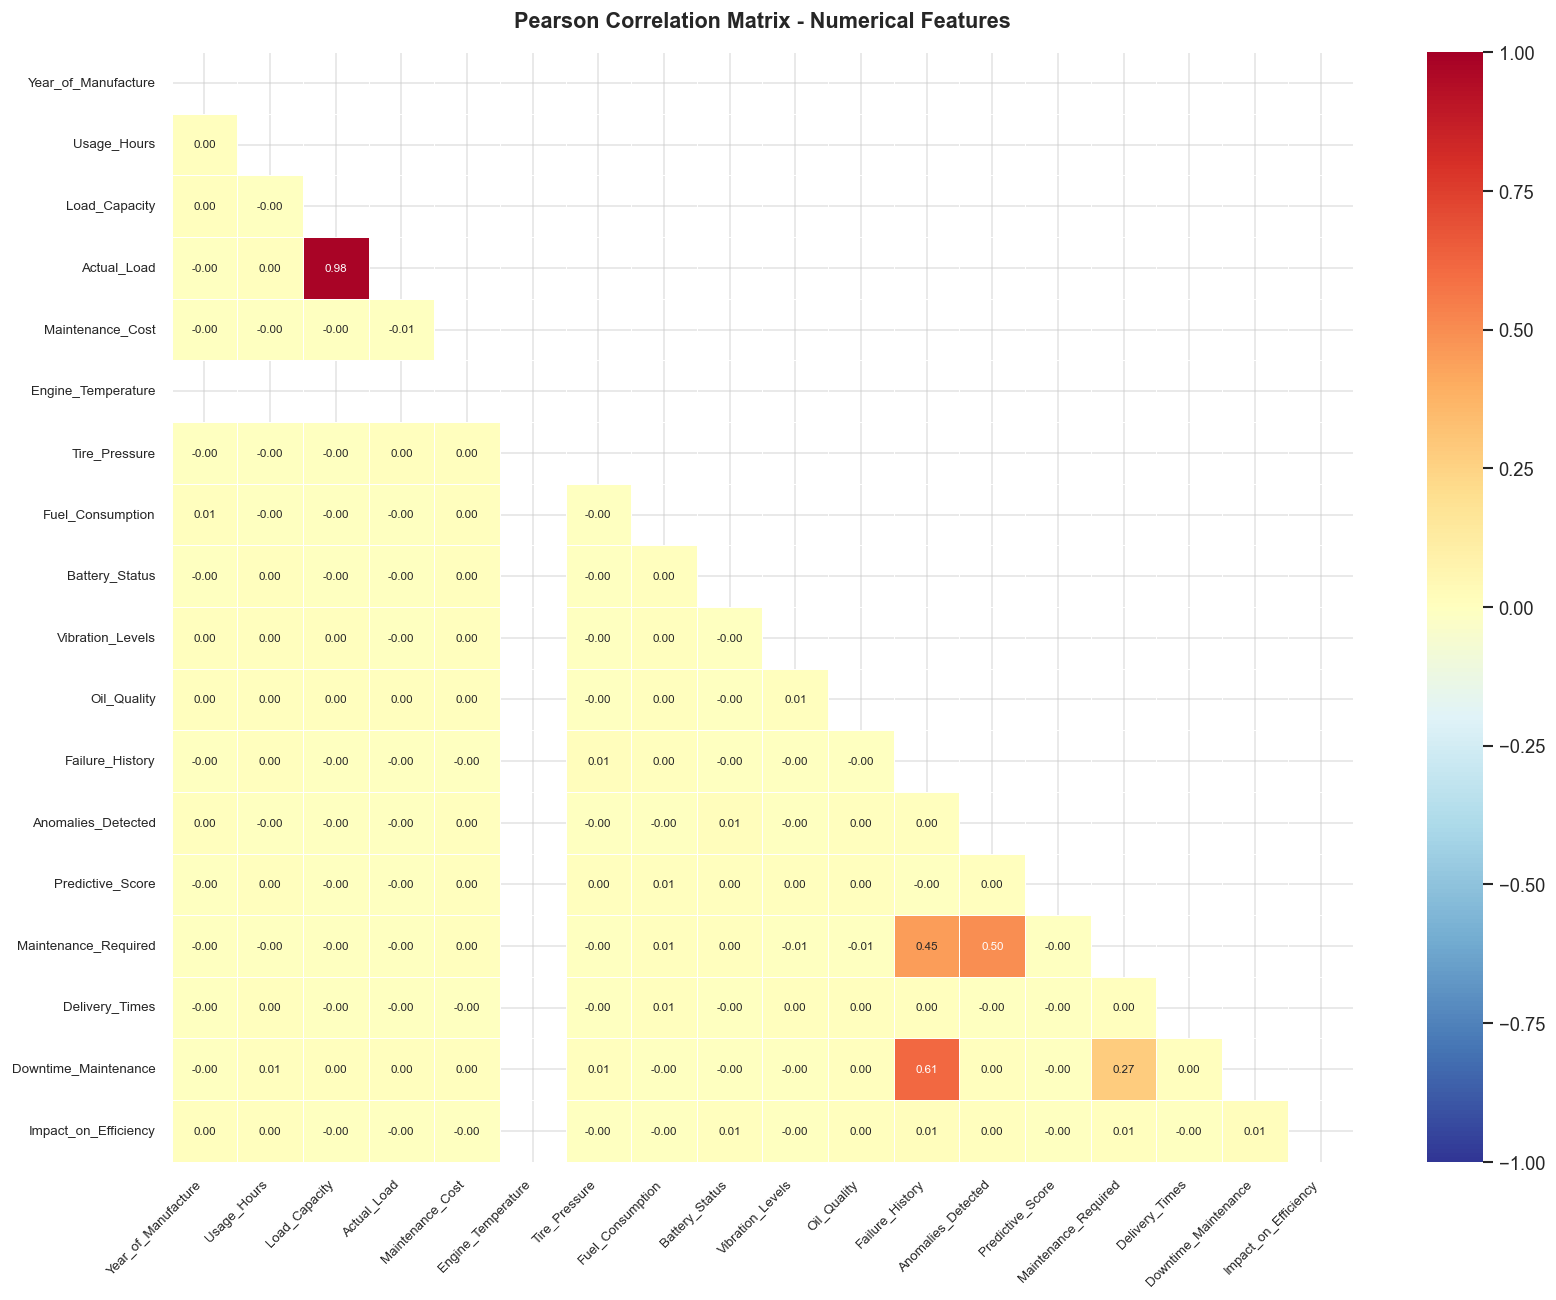 Pearson Correlation Matrix - Numerical Features
Year_of_Manufacture
Usage_Hours 0.00
Load_Capacity 0.00 -0.00
Actual_Load -0.00 0.00 0.98
Maintenance_Cost -0.00 -0.00 -0.00 -0.01
Engine_Temperature
Tire_Pressure -0.00 -0.00 -0.00 0.00 0.00
Fuel_Consumption 0.01 -0.00 -0.00 -0.00 0.00 -0.00
Battery_Status -0.00 0.00 -0.00 -0.00 0.00 -0.00 0.00
Vibration_Levels 0.00 0.00 0.00 -0.00 0.00 -0.00 0.00 -0.00
Oil_Quality 0.00 0.00 0.00 0.00 0.00 -0.00 0.00 -0.00 0.01
Failure_History -0.00 0.00 -0.00 -0.00 -0.00 0.01 0.00 -0.00 -0.00 -0.00
Anomalies_Detected 0.00 -0.00 -0.00 -0.00 0.00 -0.00 -0.00 0.01 -0.00 0.00 0.00
Predictive_Score -0.00 0.00 -0.00 -0.00 0.00 0.00 0.01 0.00 0.00 0.00 -0.00 0.00
Maintenance_Required -0.00 -0.00 -0.00 -0.00 0.00 -0.00 0.01 0.00 -0.01 -0.01 0.45 0.50 -0.00
Delivery_Times -0.00 0.00 -0.00 -0.00 -0.00 -0.00 0.01 -0.00 0.00 0.00 0.00 -0.00 -0.00 0.00
Downtime_Maintenance -0.00 0.01 0.00 0.00 0.00 0.01 -0.00 -0.00 -0.00 0.00 0.61 0.00 -0.00 0.27 0.00
Impact_on_Efficiency 0.00 0.00 -0.00 -0.00 -0.00 -0.00 -0.00 0.01 -0.00 0.00 0.01 0.00 -0.00 0.01 -0.00 0.01
Year_of_Manufacture
Usage_Hours
Load_Capacity
Actual_Load
Maintenance_Cost
Engine_Temperature
Tire_Pressure
Fuel_Consumption
Battery_Status
Vibration_Levels
Oil_Quality
Failure_History
Anomalies_Detected
Predictive_Score
Maintenance_Required
Delivery_Times
Downtime_Maintenance
Impact_on_Efficiency
1.00
0.75
0.50
0.25
0.00
−0.25
−0.50
−0.75
−1.00